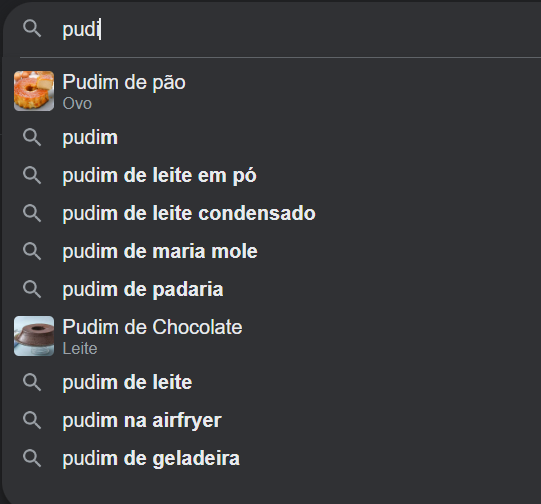 pudi
Pudim de pão
Ovo
pudim
pudim de leite em pó
pudim de leite condensado
pudim de maria mole
pudim de padaria
Pudim de Chocolate
Leite
pudim de leite
pudim na airfryer
pudim de geladeira